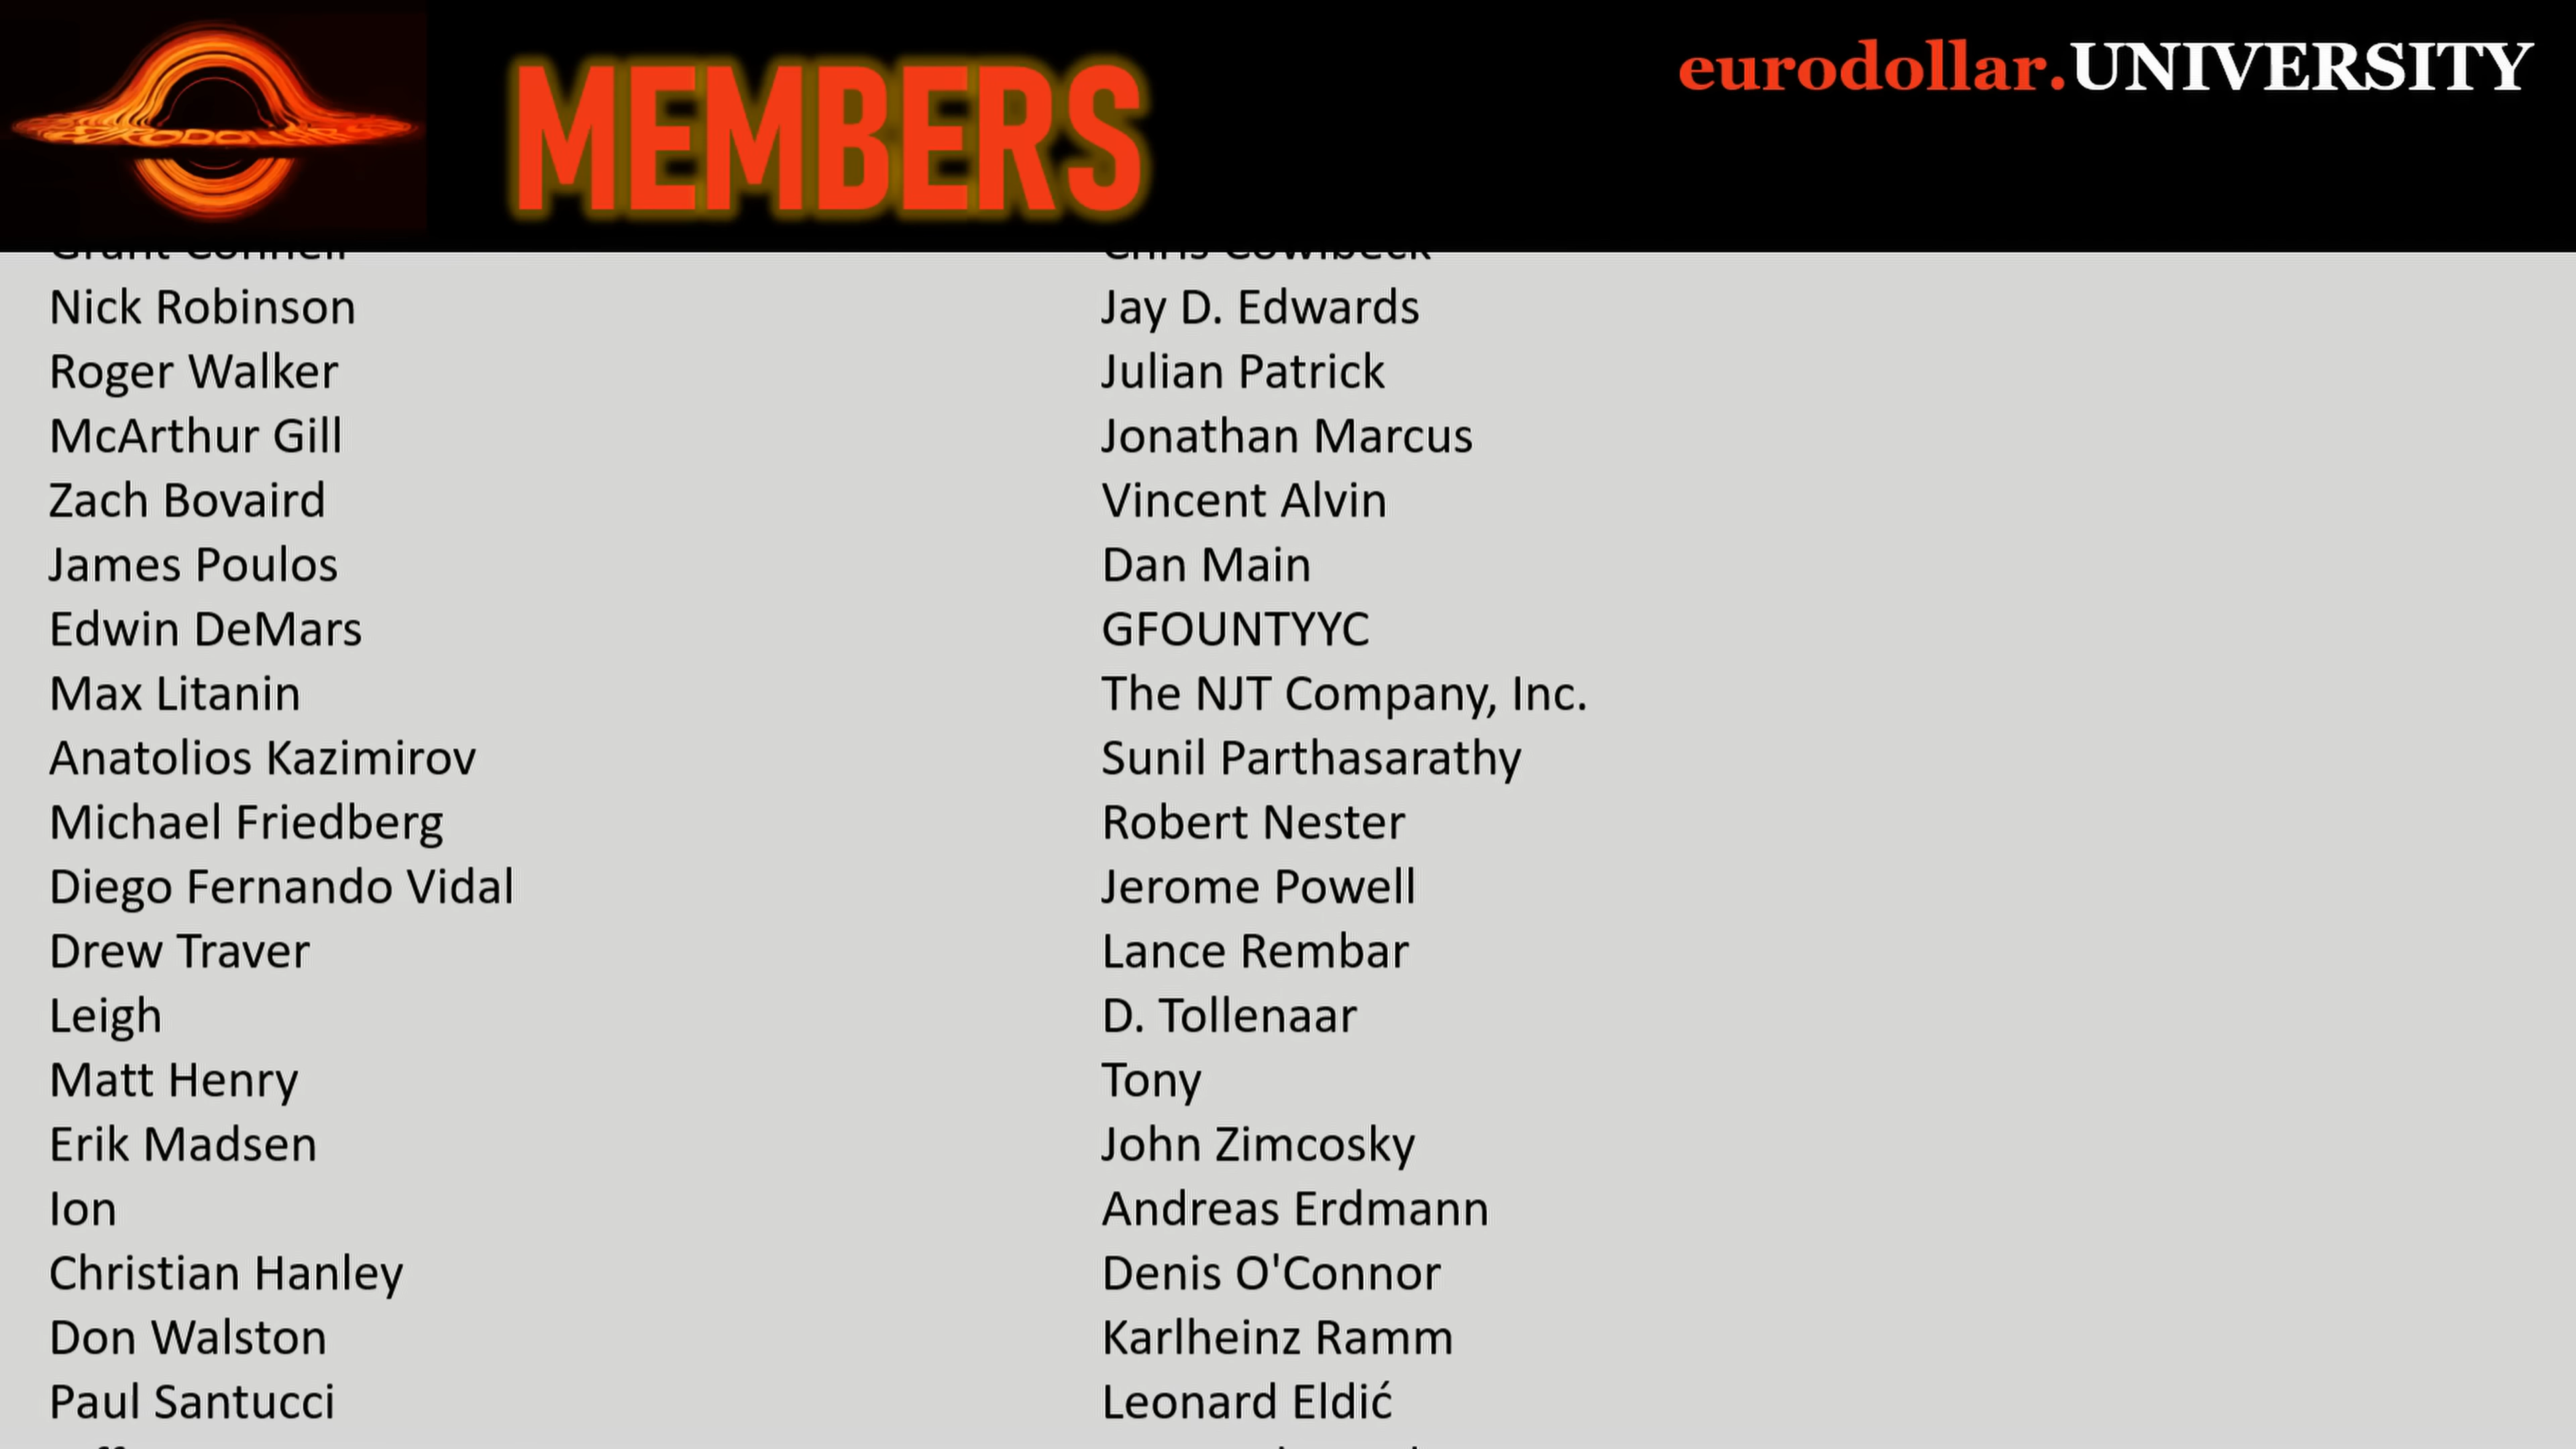 MEMBERS
eurodollar.UNIVERSITY
Nick Robinson
Roger Walker
McArthur Gill
Zach Bovaird
James Poulos
Edwin DeMars
Max Litanin
Anatolios Kazimirov
Michael Friedberg
Diego Fernando Vidal
Drew Traver
Leigh
Matt Henry
Erik Madsen
Ion
Christian Hanley
Don Walston
Paul Santucci
Jay D. Edwards
Julian Patrick
Jonathan Marcus
Vincent Alvin
Dan Main
GFOUNTYYC
The NJT Company, Inc.
Sunil Parthasarathy
Robert Nester
Jerome Powell
Lance Rembar
D. Tollenaar
Tony
John Zimcosky
Andreas Erdmann
Denis O'Connor
Karlheinz Ramm
Leonard Eldić